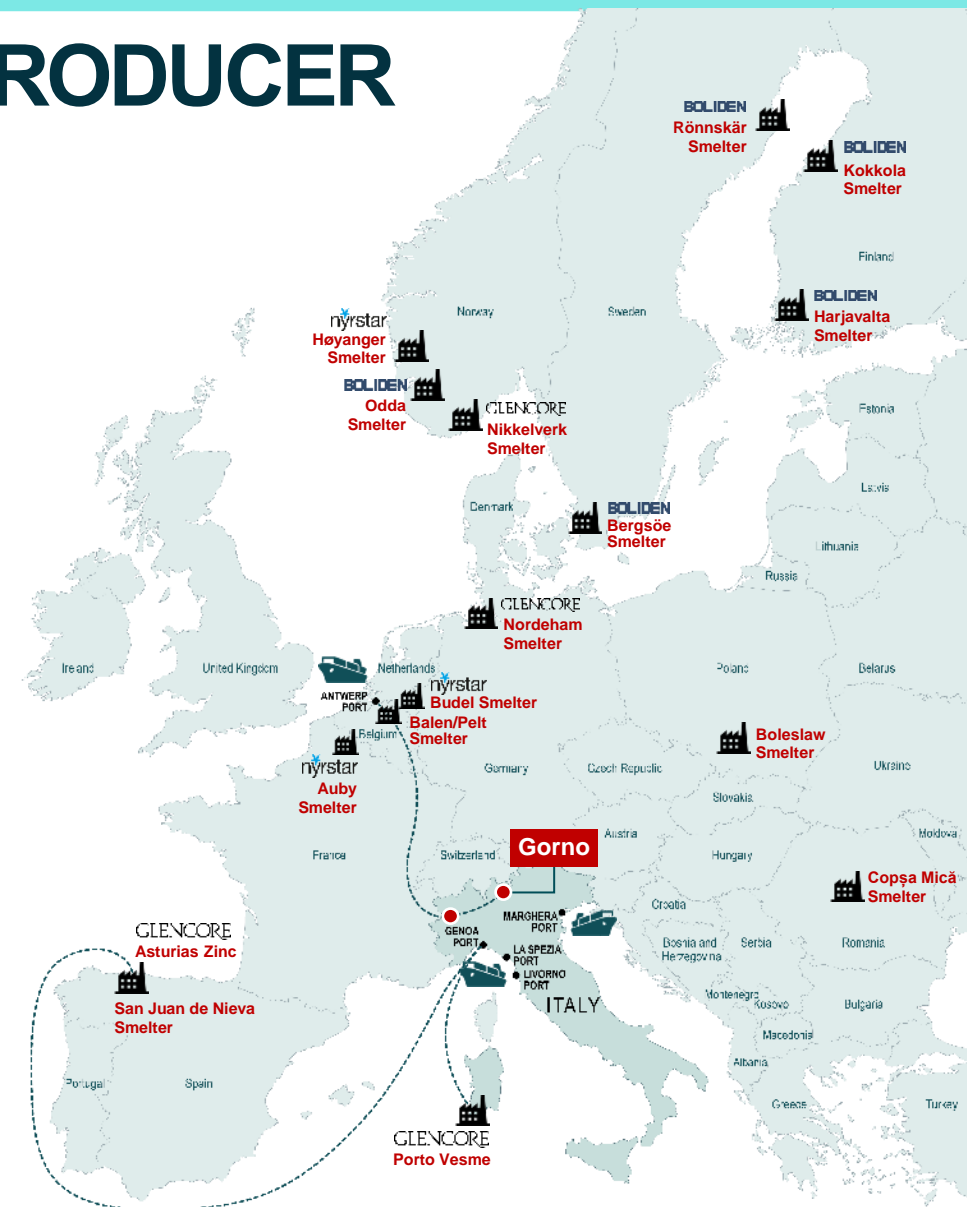 RODUCER
BOLIDEN
Rönnskär
Smelter
BOLIDEN
Kokkola
Smelter
Finland
BOLIDEN
Harjavalta
Smelter
Norway
Sweden
nyrstar
Høyanger
Smelter
BOLIDEN
Odda
Smelter
GLENCORE
Nikkelverk
Smelter
Estonia
Latvia
Denmark
BOLIDEN
Bergsöe
Smelter
Lithuania
Russia
GLENCORE
Nordeham
Smelter
Ireland
United Kingdom
Netherlands
Poland
Belarus
ANTWERP
PORT
nyrstar
Budel Smelter
Balen/Pelt
Smelter
Belgium
Boleslaw
Smelter
nyrstar
Auby
Smelter
Germany
Czech Republic
Ukraine
Slovakia
Austria
Moldova
France
Switzerland
Gorno
Hungary
Copșa Mică
Smelter
Croatia
MARGHERA
PORT
GENOA
PORT
GLENCORE
Asturias Zinc
LA SPEZIA
PORT
Bosnia and
Herzegovina
Serbia
Romania
LIVORNO
PORT
San Juan de Nieva
Smelter
ITALY
Montenegro
Kosovo
Bulgaria
Macedonia
Albania
Portugal
Spain
Greece
Turkey
GLENCORE
Porto Vesme